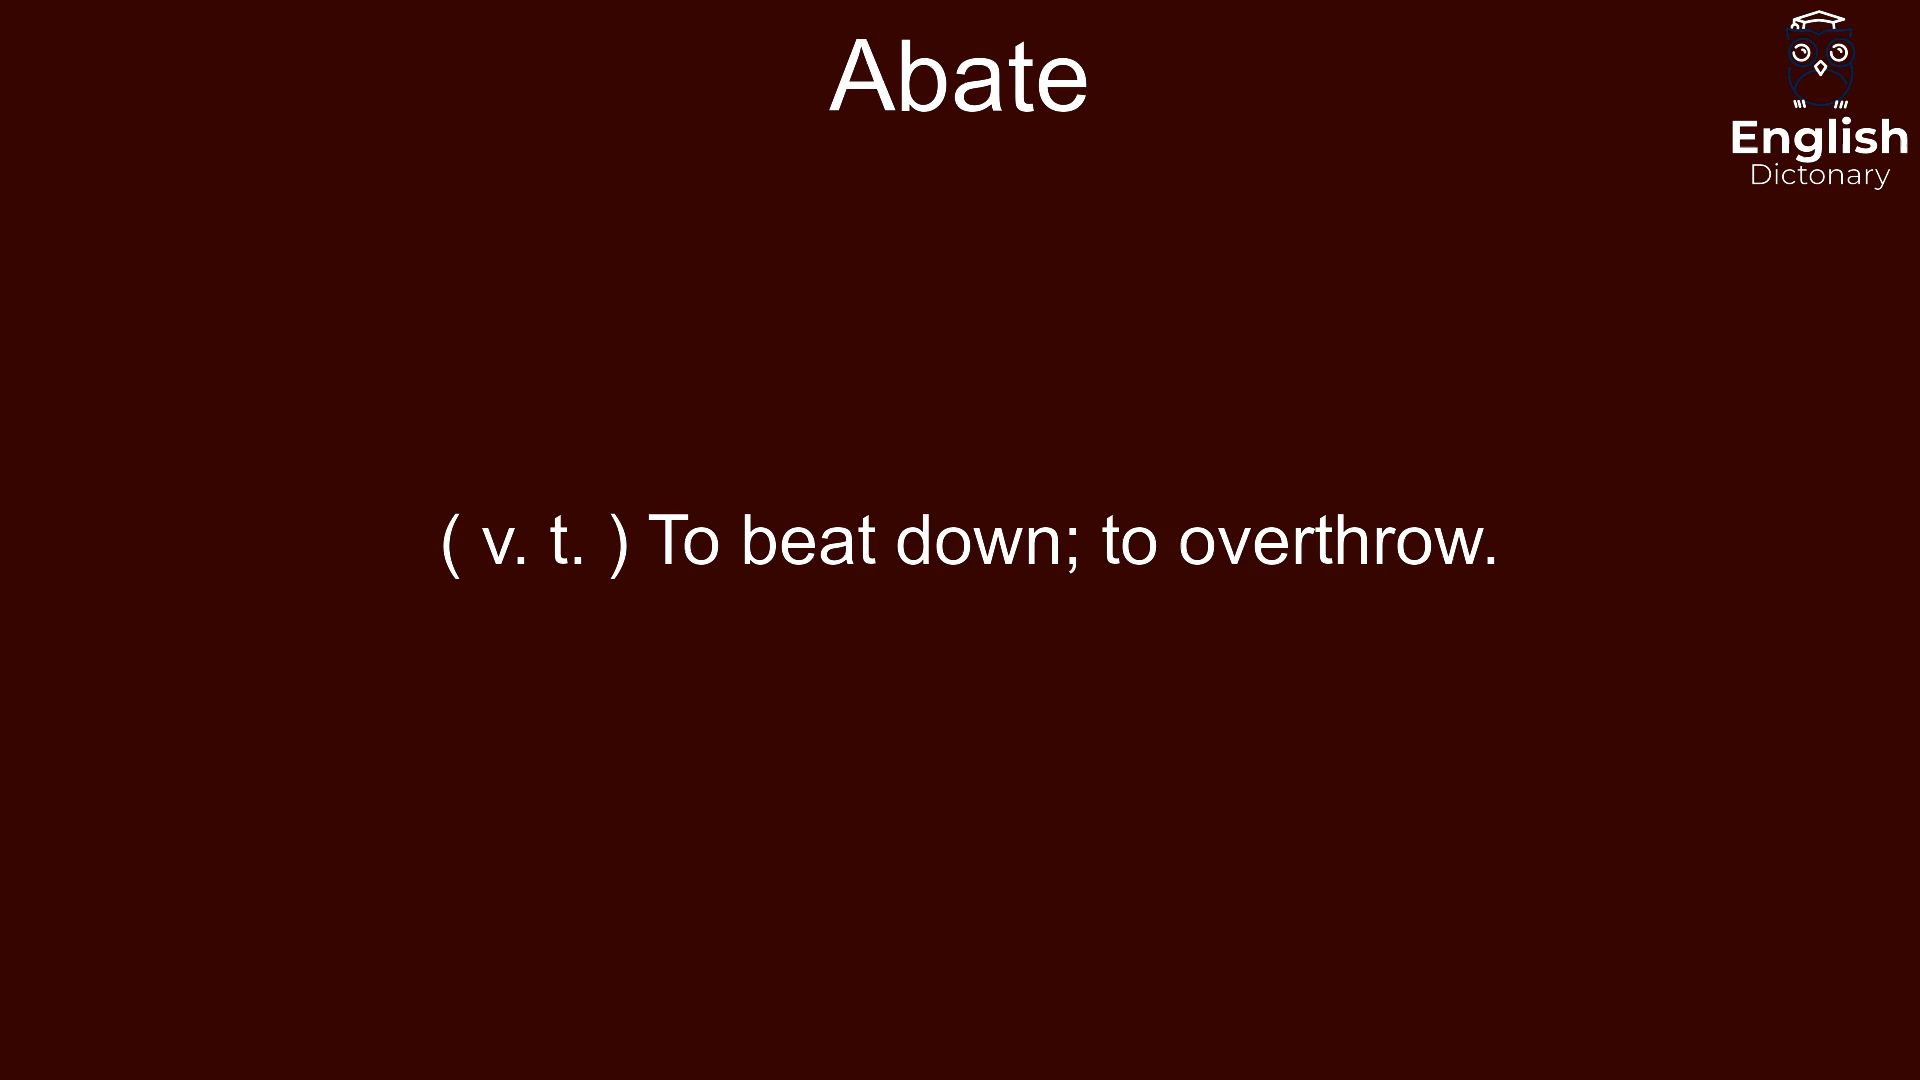 Abate
English
Dictonary
( v. t. ) To beat down; to overthrow.